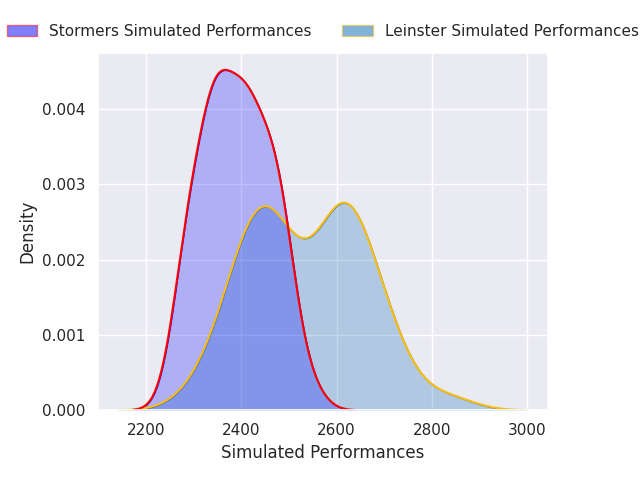 Stormers Simulated Performances Leinster Simulated Performances
0.004
0.003
0.002
0.001
0.000
Density
2200 2400 2600 2800 3000
Simulated Performances